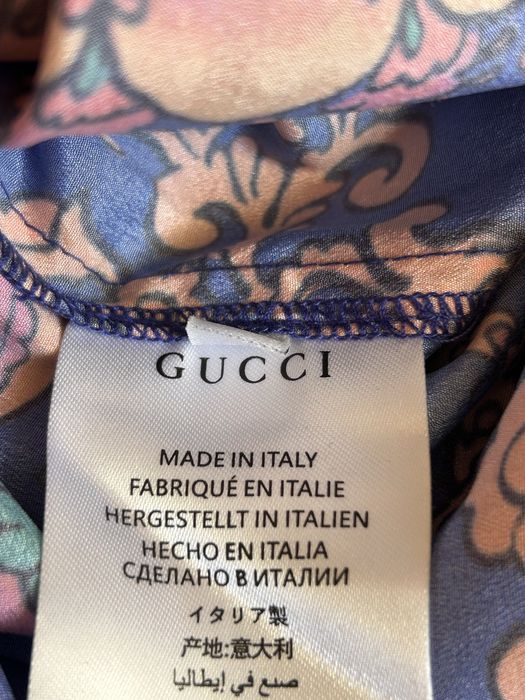 GUCCI
MADE IN ITALY
FABRIQUÉ EN ITALIE
HERGESTELLT IN ITALIEN
HECHO EN ITALIA
СДЕЛАНО В ИТАЛИИ
イタリア製
产地:意大利
صنع في إيطاليا